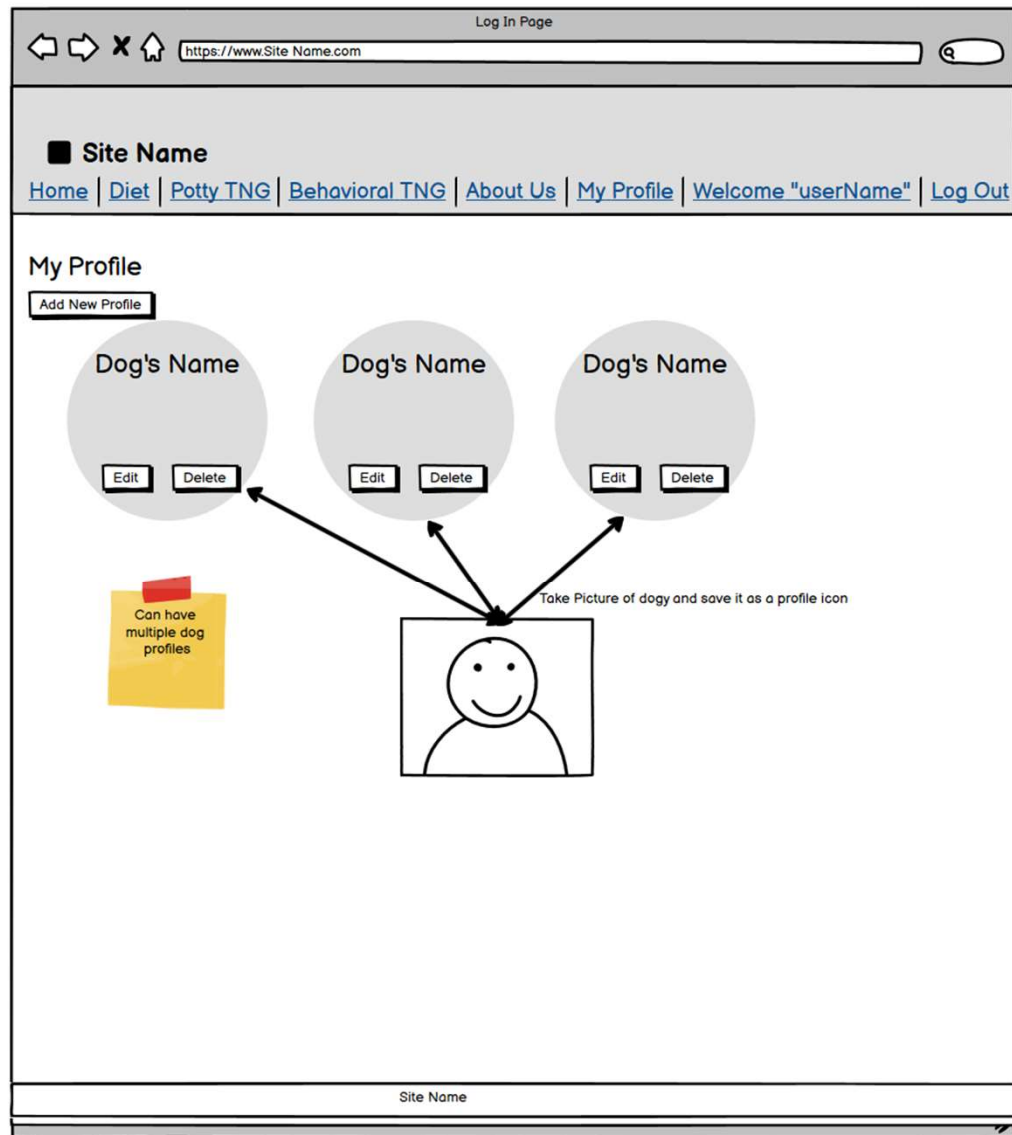 Log In Page
https://www.Site Name.com
Site Name
Home | Diet | Potty TNG | Behavioral TNG | About Us | My Profile | Welcome "userName" | Log Out
My Profile
Add New Profile
Dog's Name Dog's Name Dog's Name
Edit Delete Edit Delete Edit Delete
Take Picture of dogy and save it as a profile icon
Can have
multiple dog
profiles
Site Name